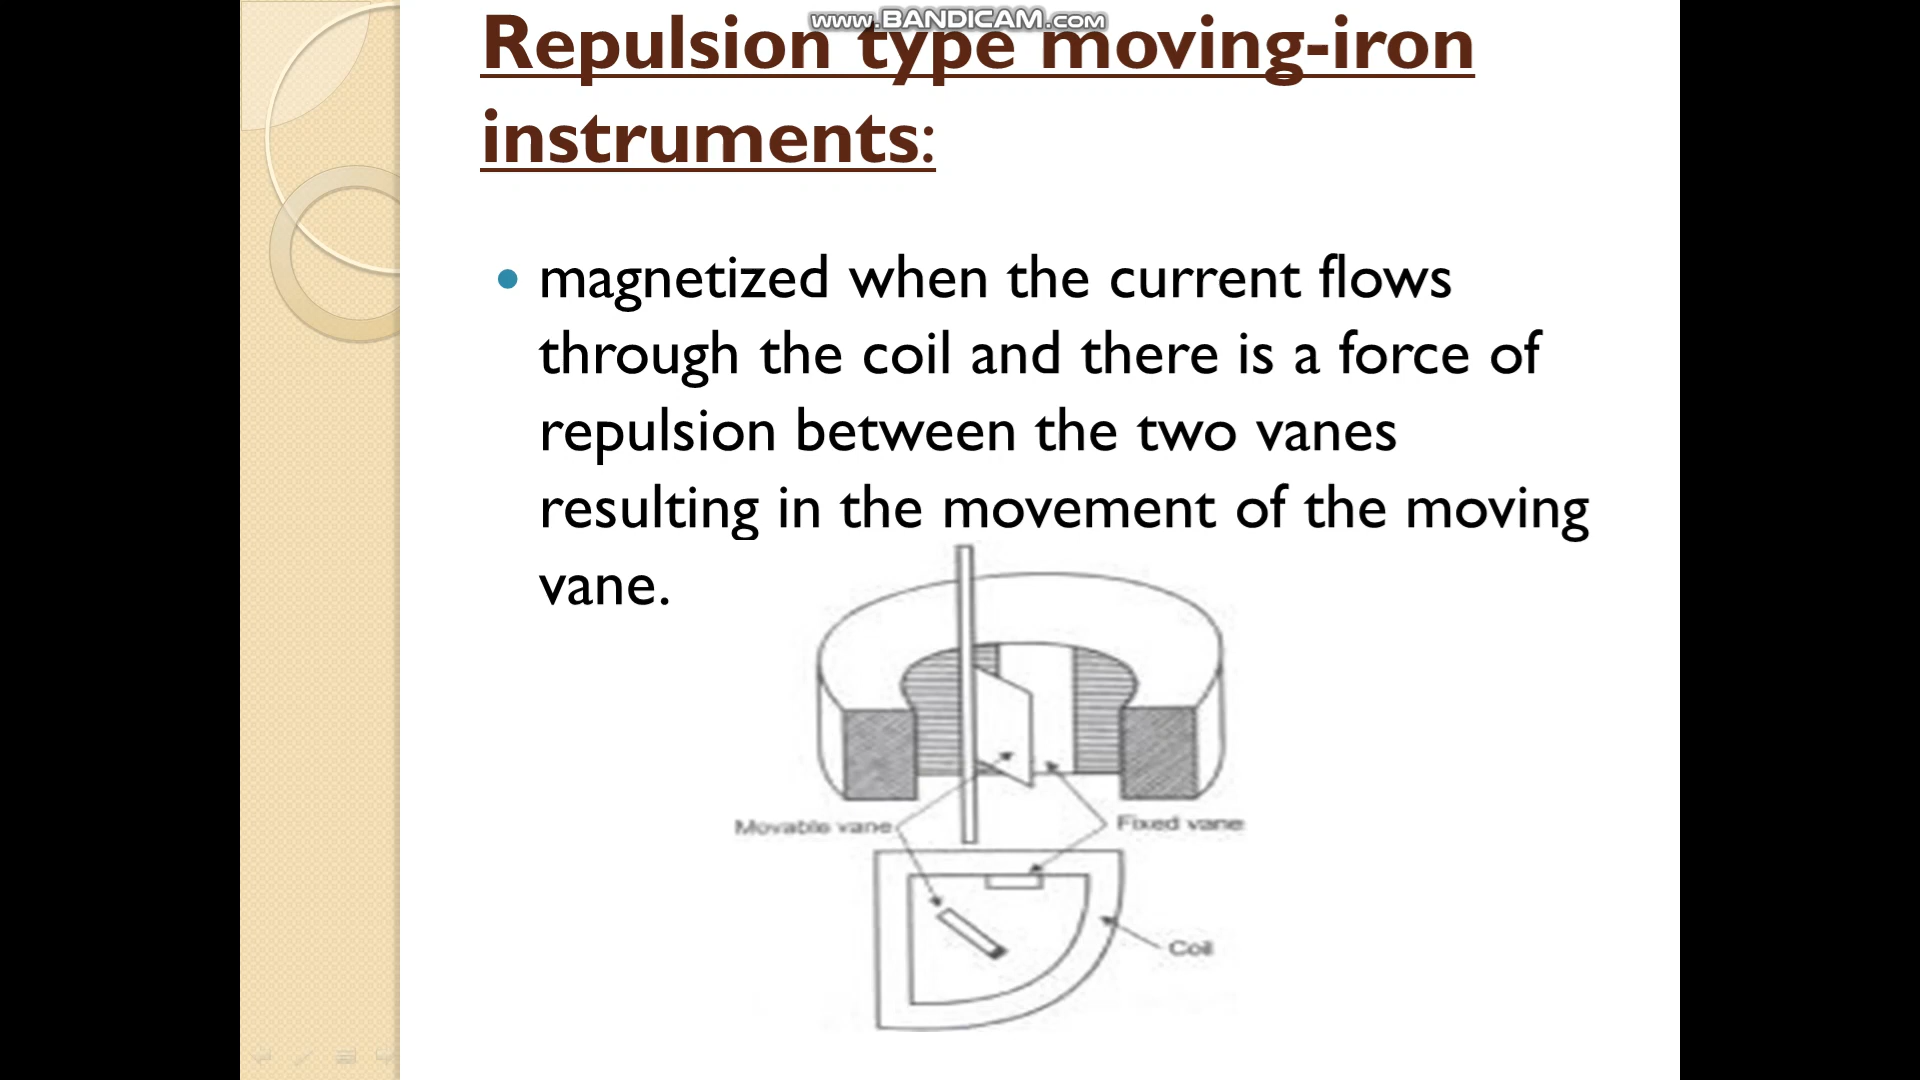 www.BANDICAM.com
Repulsion type moving-iron
instruments:
magnetized when the current flows
through the coil and there is a force of
repulsion between the two vanes
resulting in the movement of the moving
vane.
Movable vane
Fixed vane
Coil